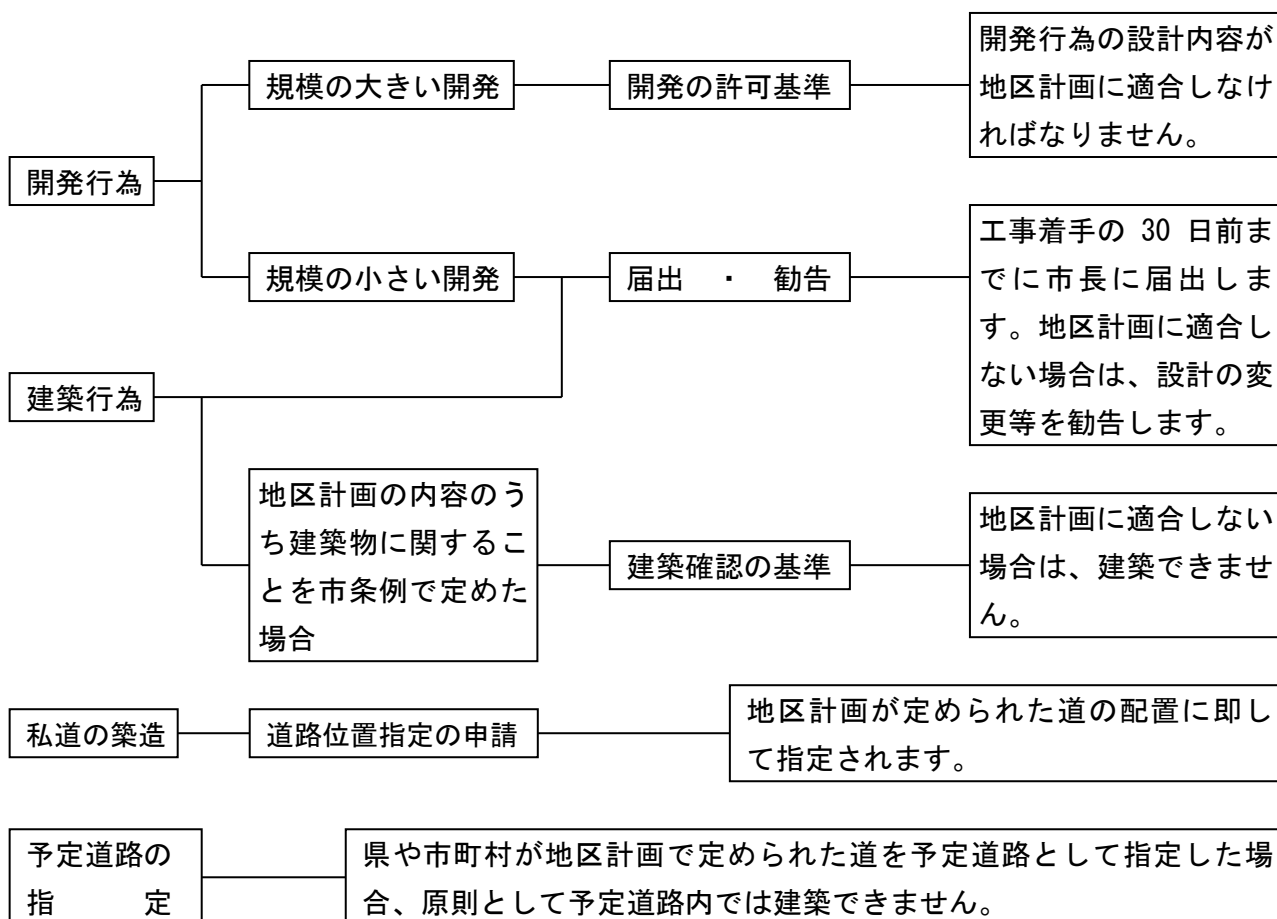 開発行為
規模の大きい開発
開発の許可基準
開発行為の設計内容が
地区計画に適合しなけ
ればなりません。
規模の小さい開発
届出　・　勧告
工事着手の 30 日前ま
でに市長に届出しま
す。地区計画に適合し
ない場合は、設計の変
更等を勧告します。
建築行為
地区計画の内容のう
ち建築物に関するこ
とを市条例で定めた
場合
建築確認の基準
地区計画に適合しない
場合は、建築できませ
ん。
私道の築造
道路位置指定の申請
地区計画が定められた道の配置に即し
て指定されます。
予定道路の
指　　　定
県や市町村が地区計画で定められた道を予定道路として指定した場
合、原則として予定道路内では建築できません。